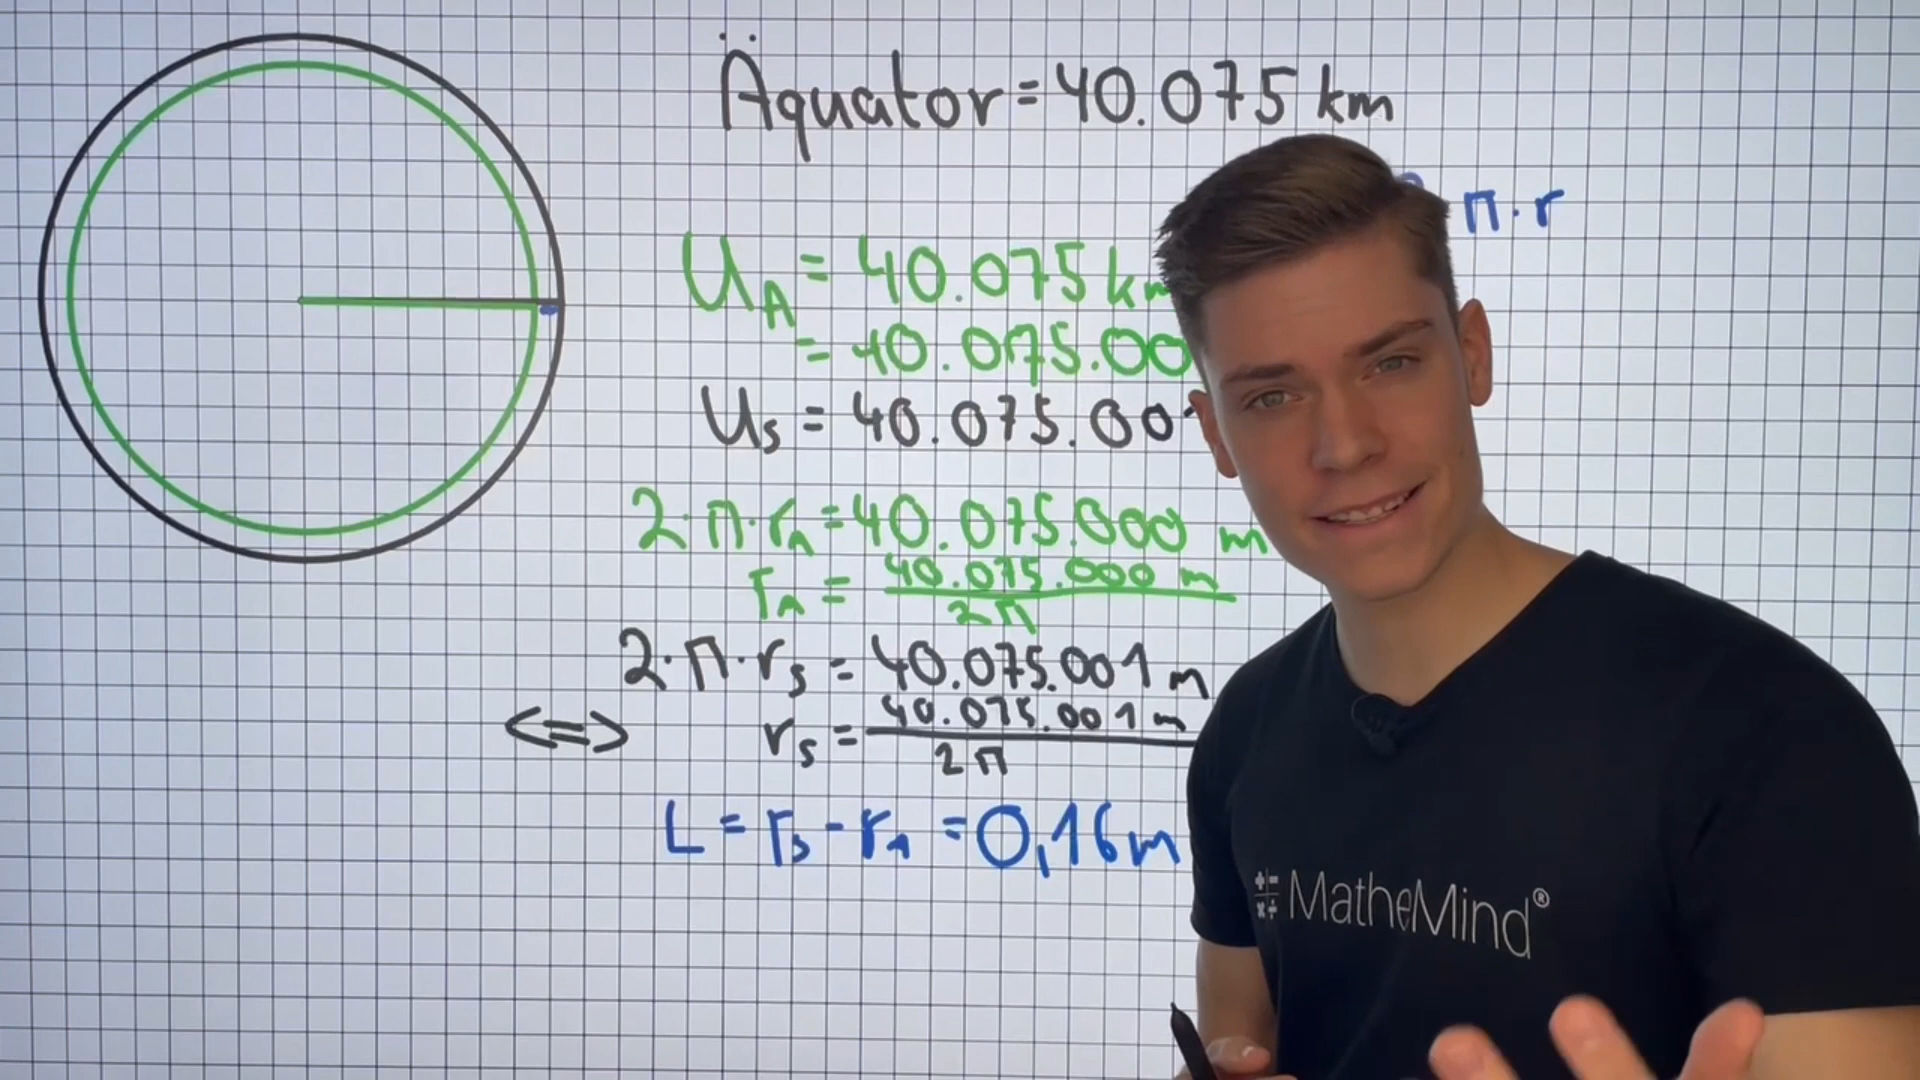 Äquator = 40.075 km
π · r
U_A = 40.075 km
= 40.075.00
U_S = 40.075.00
2 · π · r_A = 40.075.000 m
r_A = 40.075.000 m / 2π
2 · π · r_S = 40.075.001 m
<=> r_S = 40.075.001 m / 2π
L = r_S - r_A = 0,16 m
MatheMind®